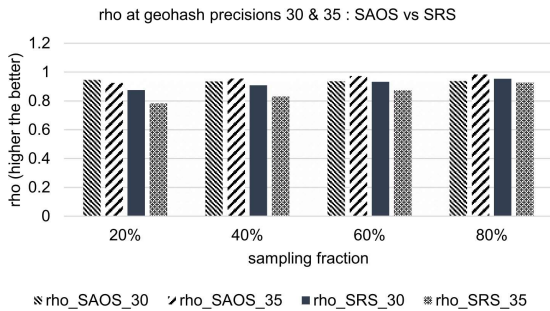 rho at geohash precisions 30 & 35 : SAOS vs SRS
rho (higher the better)
1.2
1
0.8
0.6
0.4
0.2
0
20% 40% 60% 80%
sampling fraction
rho_SAOS_30 rho_SAOS_35 rho_SRS_30 rho_SRS_35